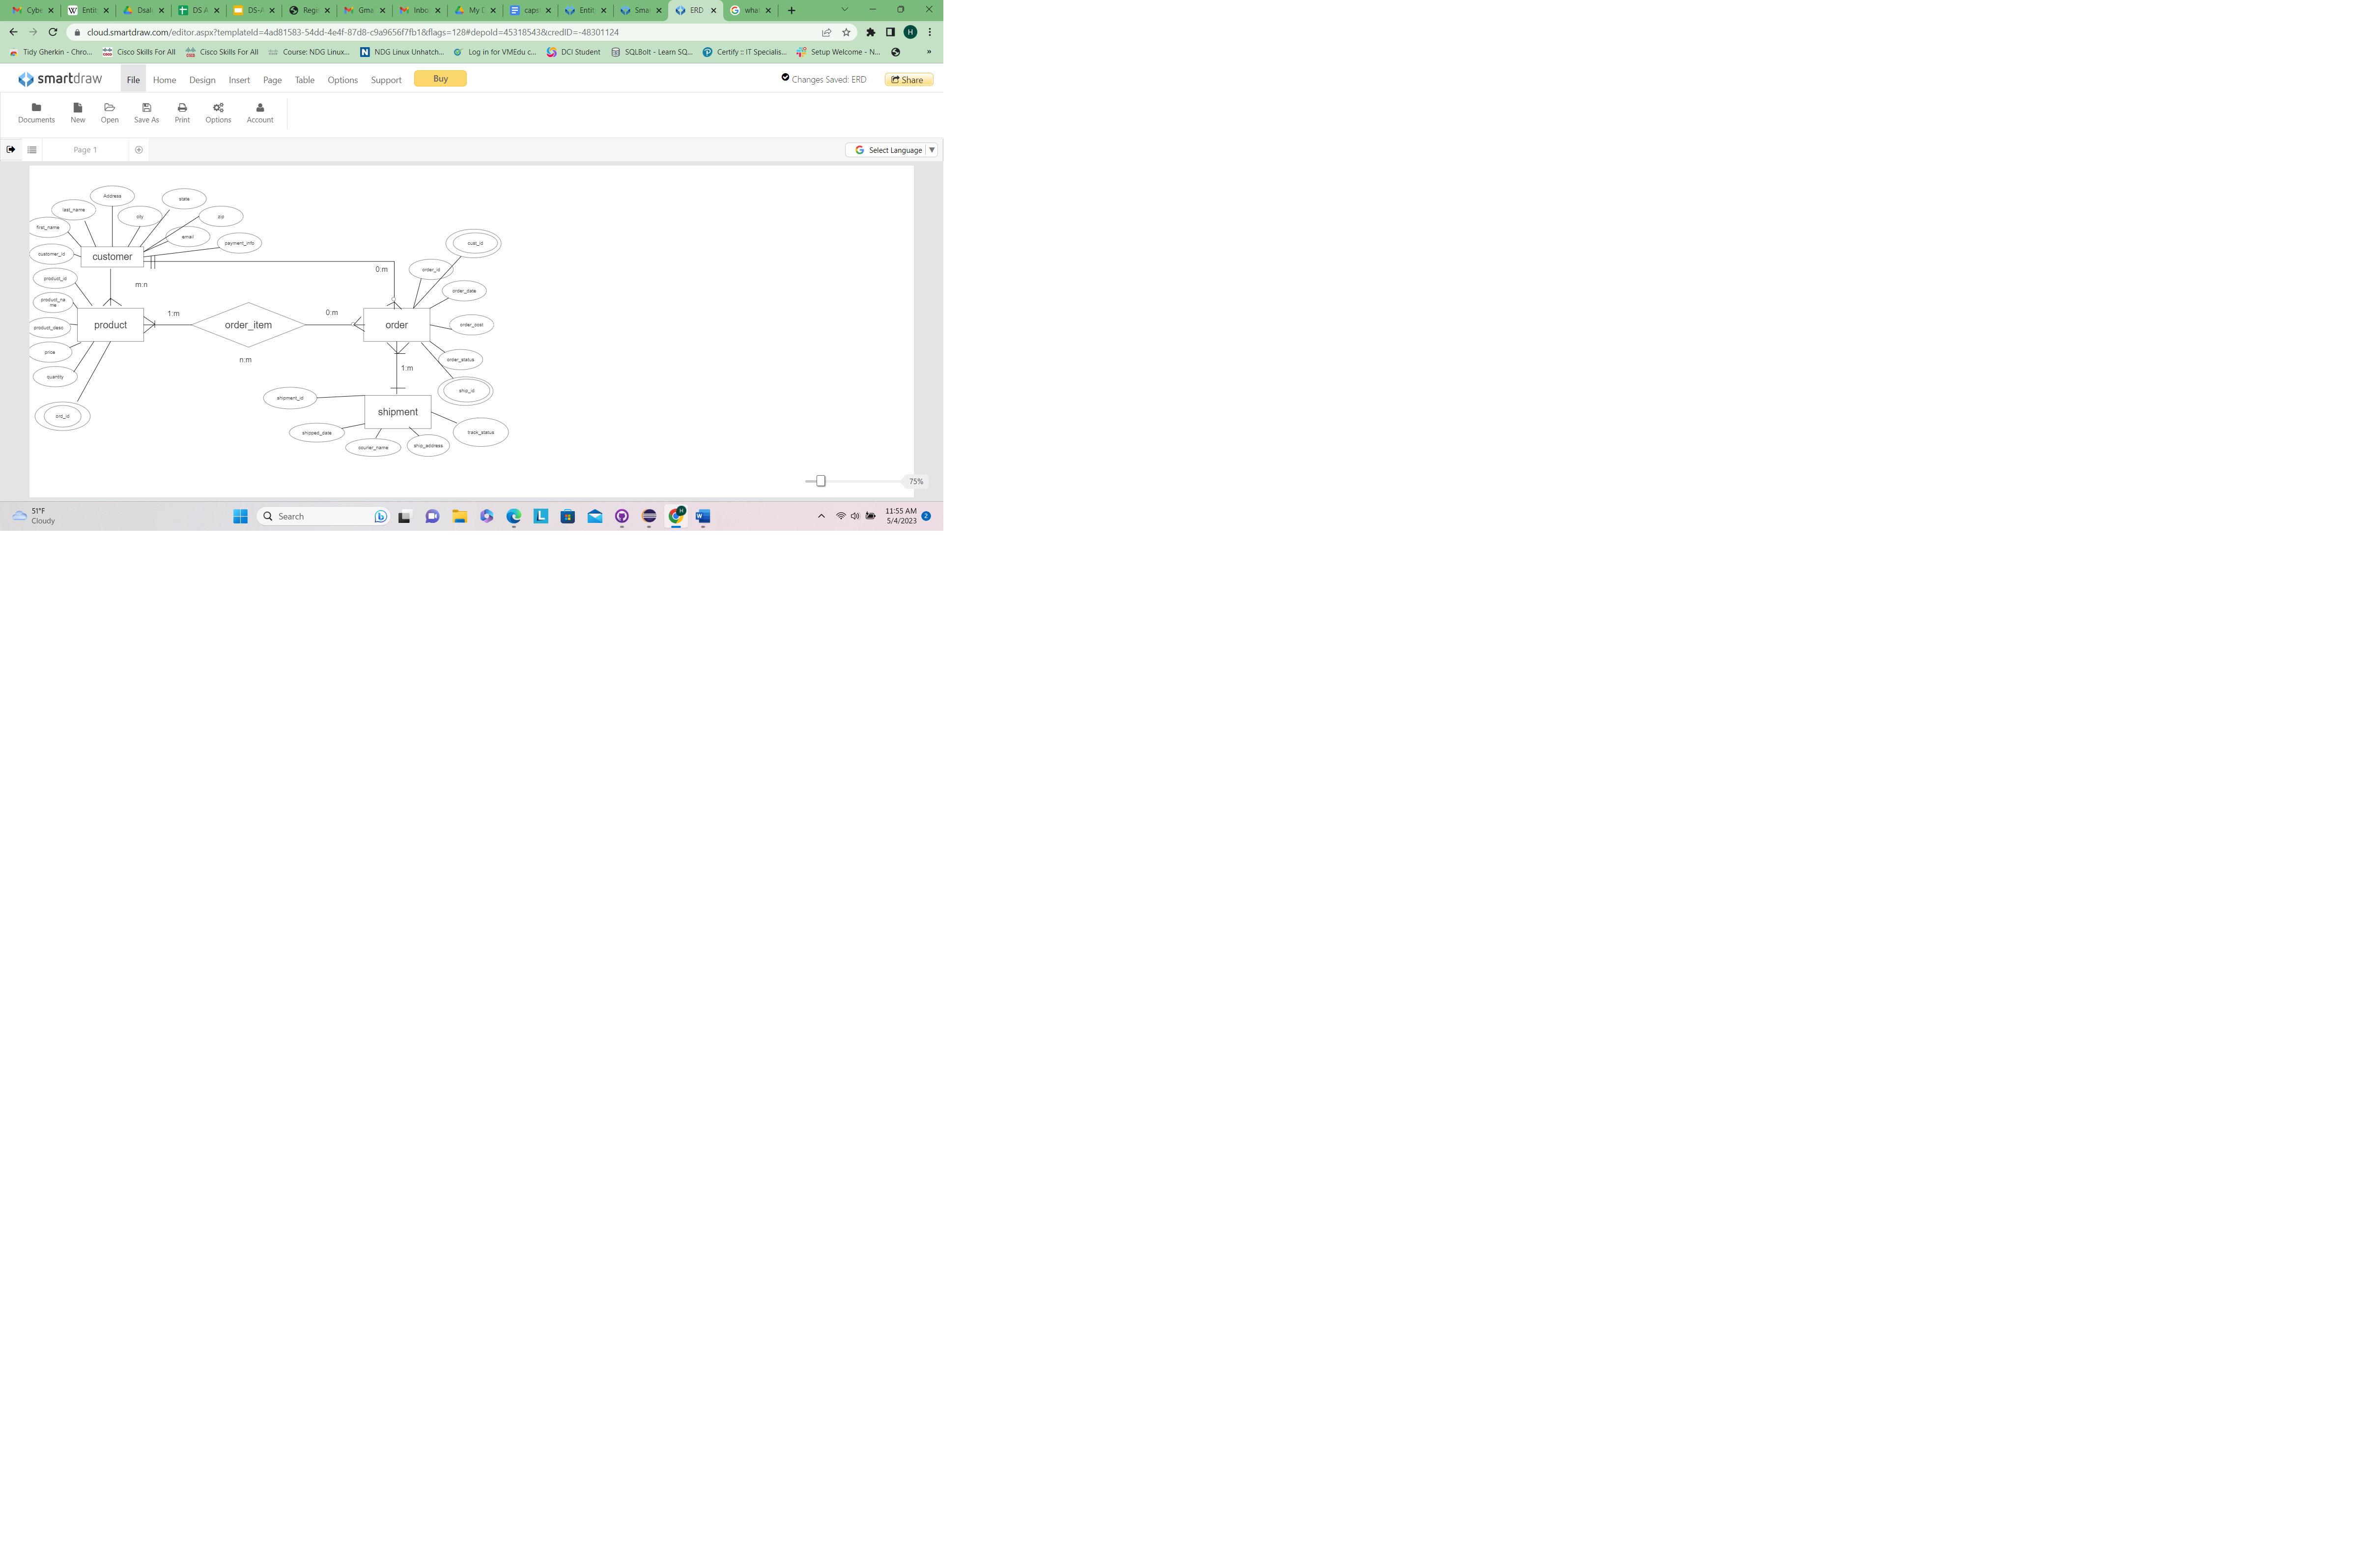 Cybe
Entit
Dsal
DS A
DS-A
Regi
Gma
Inbo
My D
caps
Entit
Smar
ERD
what
cloud.smartdraw.com/editor.aspx?templateId=4ad81583-54dd-4e4f-87d8-c9a9656f7fb1&flags=128#depoId=45318543&credID=-48301124
H
Tidy Gherkin - Chro...
Cisco Skills For All
Cisco Skills For All
Course: NDG Linux...
NDG Linux Unhatch...
Log in for VMEdu c...
DCI Student
SQLBolt - Learn SQ...
Certify :: IT Specialis...
Setup Welcome - N...
»
smartdraw
File
Home
Design
Insert
Page
Table
Options
Support
Buy
Changes Saved: ERD
Share
Documents
New
Open
Save As
Print
Options
Account
Page 1
Select Language
Address
state
last_name
city
zip
first_name
email
payment_info
customer_id
customer
cust_id
0:m
order_id
product_id
m:n
order_date
product_na
me
1:m
0:m
product_desc
product
order_item
order
order_cost
price
n:m
order_status
1:m
quantity
ship_id
shipment_id
ord_id
shipment
shipped_date
track_status
courier_name
ship_address
75%
51°F
Cloudy
Search
11:55 AM
5/4/2023
2